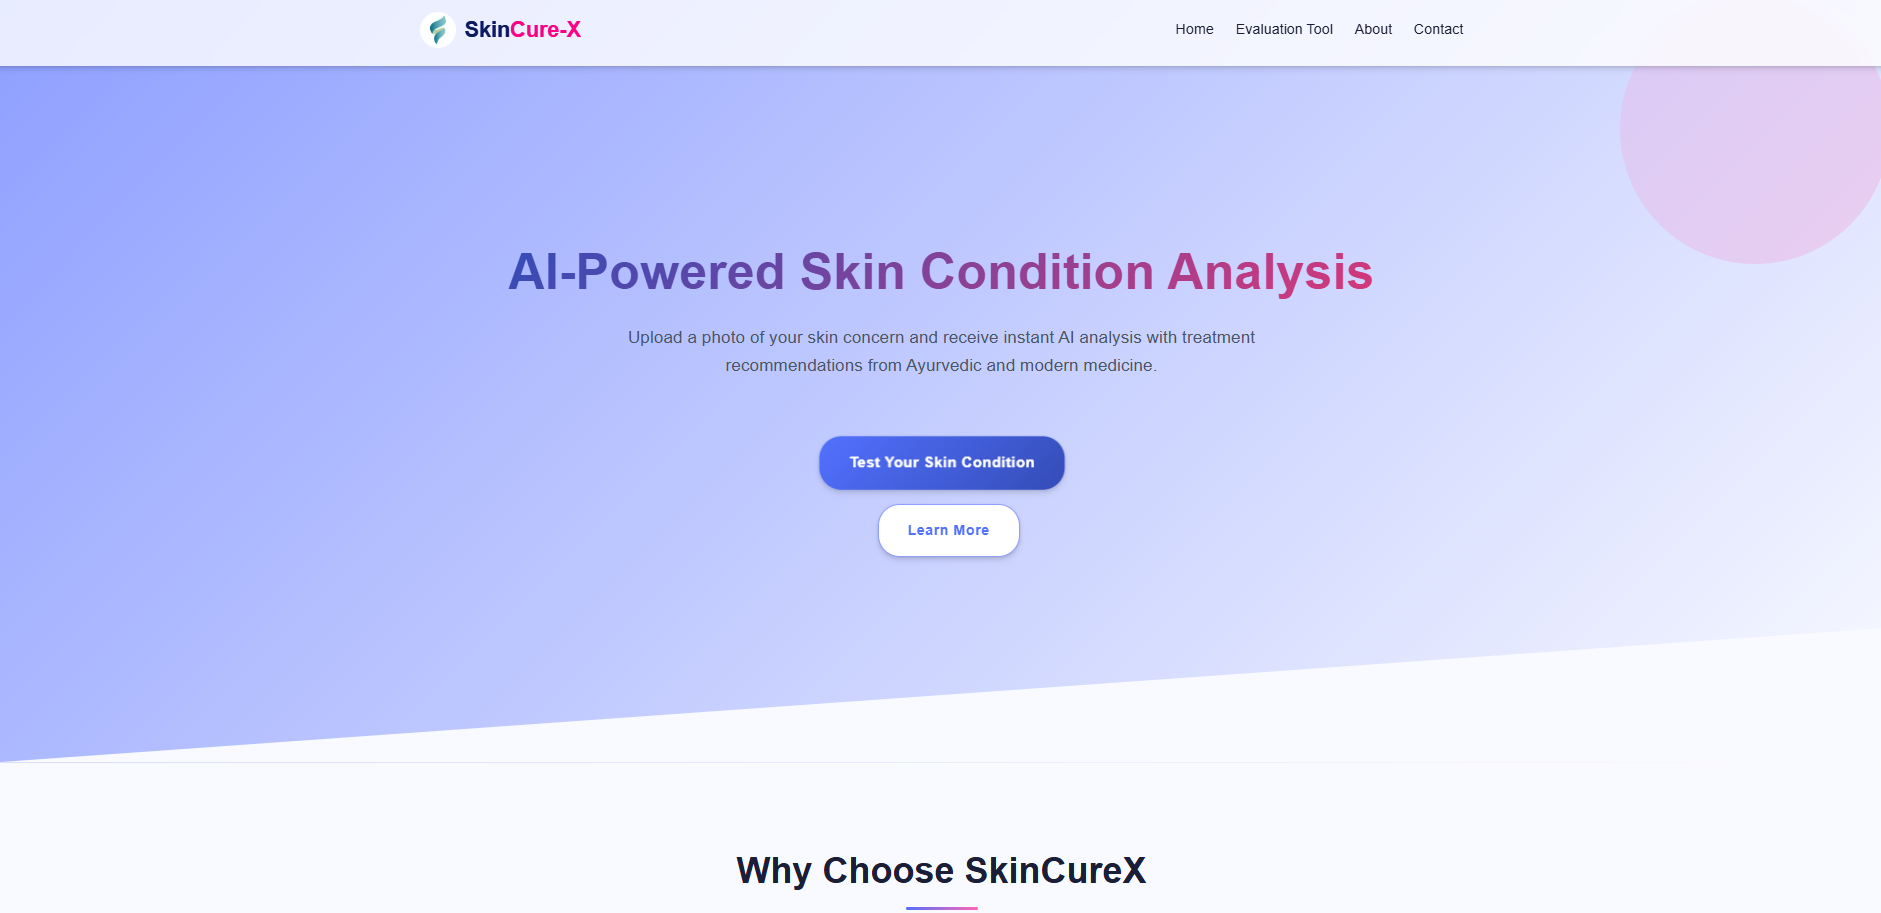 SkinCure-X
Home Evaluation Tool About Contact
AI-Powered Skin Condition Analysis
Upload a photo of your skin concern and receive instant AI analysis with treatment
recommendations from Ayurvedic and modern medicine.
Test Your Skin Condition
Learn More
Why Choose SkinCureX